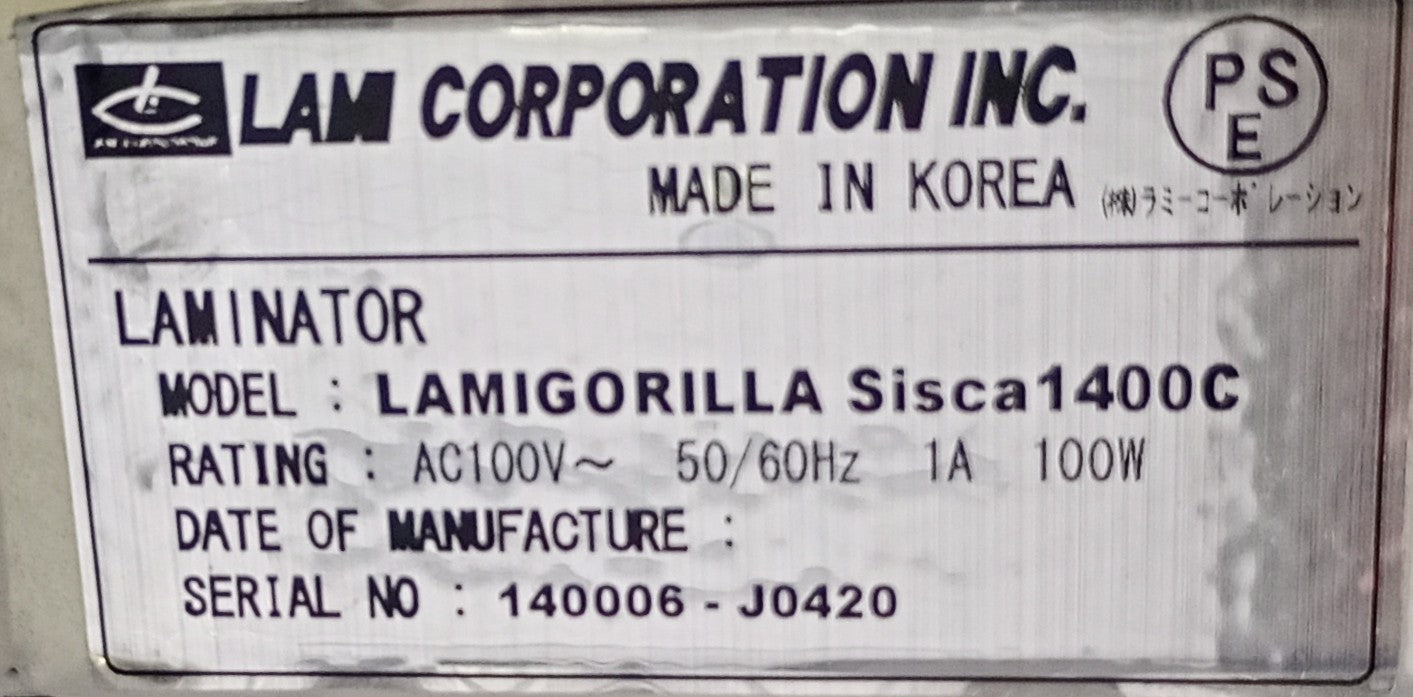 LAM CORPORATION INC.
PSE
MADE IN KOREA
(株)ラミーコーポレーション
LAMINATOR
MODEL : LAMIGORILLA Sisca1400C
RATING : AC100V～ 50/60Hz 1A 100W
DATE OF MANUFACTURE :
SERIAL NO : 140006 - J0420